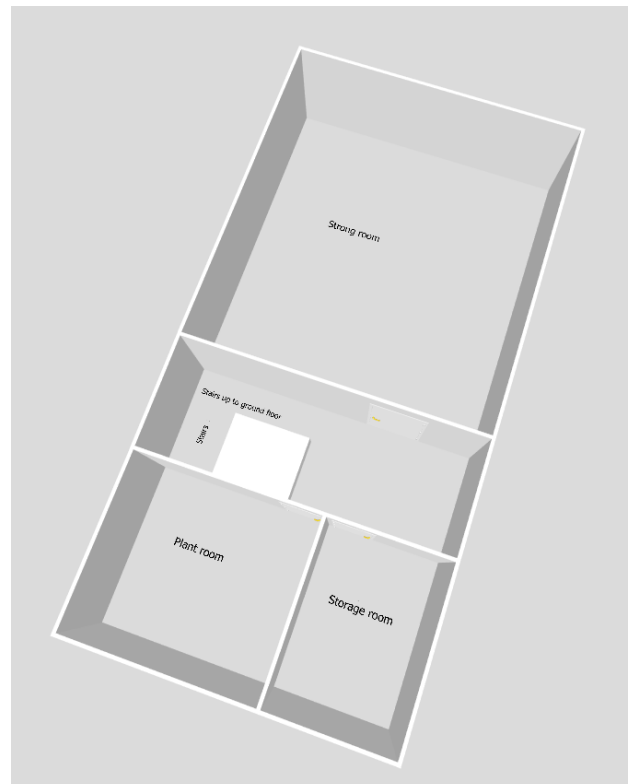 Strong room
Stairs up to ground floor
Stairs
Plant room
Storage room